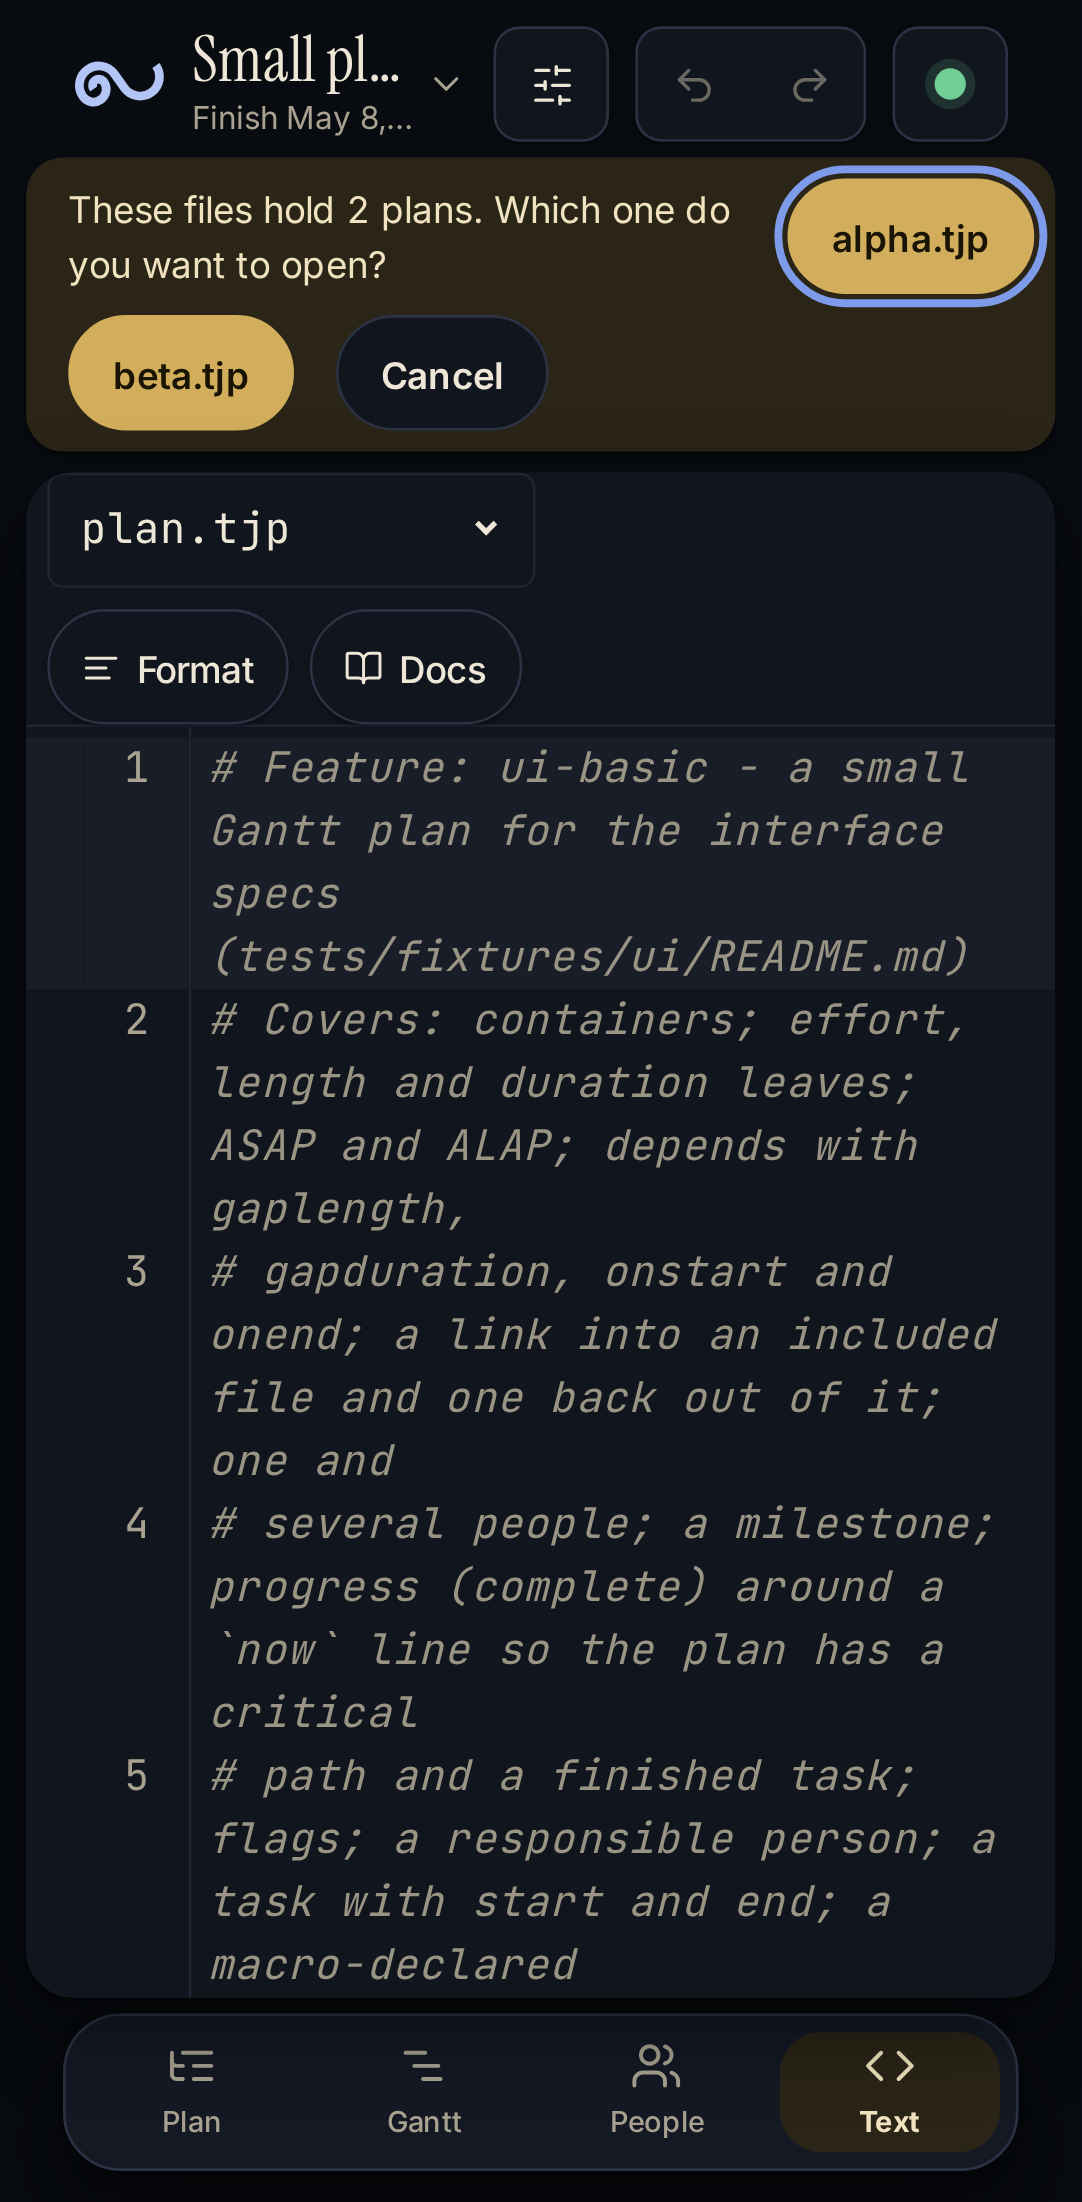 Small pl...
Finish May 8,...
These files hold 2 plans. Which one do
you want to open?
alpha.tjp
beta.tjp
Cancel
plan.tjp
Format
Docs
1 # Feature: ui-basic - a small
Gantt plan for the interface
specs
(tests/fixtures/ui/README.md)
2 # Covers: containers; effort,
length and duration leaves;
ASAP and ALAP; depends with
gaplength,
3 # gapduration, onstart and
onend; a link into an included
file and one back out of it;
one and
4 # several people; a milestone;
progress (complete) around a
`now` line so the plan has a
critical
5 # path and a finished task;
flags; a responsible person; a
task with start and end; a
macro-declared
Plan
Gantt
People
Text